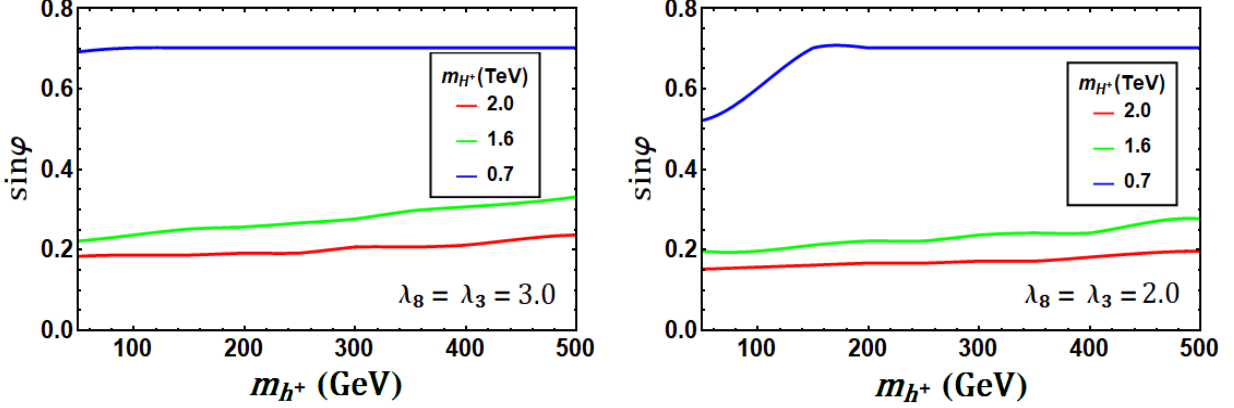 0.8
0.6
0.4
0.2
0.0
sinφ
m_{H^+}(TeV)
2.0
1.6
0.7
λ₈ = λ₃ = 3.0
100 200 300 400 500
m_{h^+} (GeV)
0.8
0.6
0.4
0.2
0.0
sinφ
m_{H^+}(TeV)
2.0
1.6
0.7
λ₈ = λ₃ = 2.0
100 200 300 400 500
m_{h^+} (GeV)